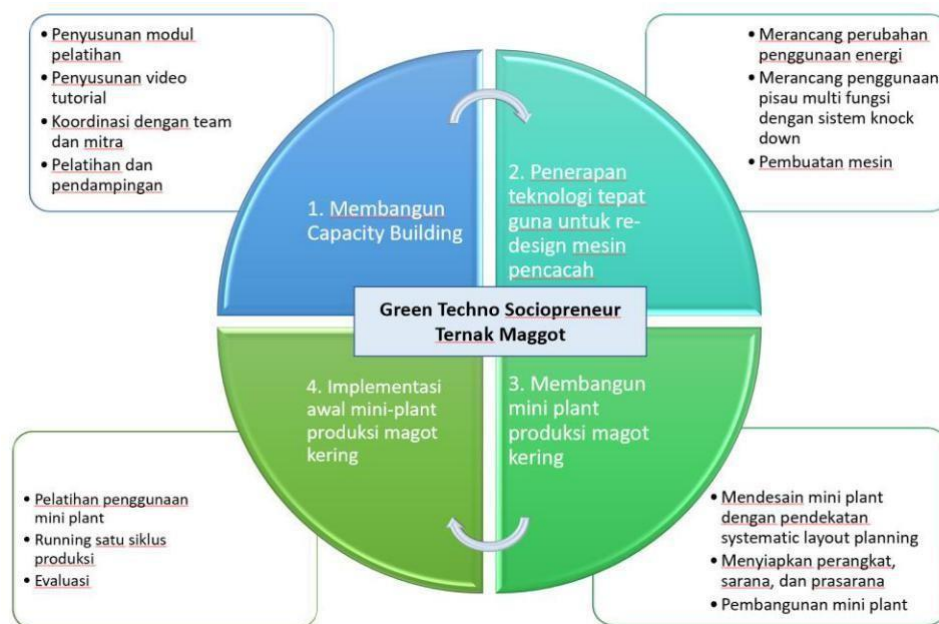 • Penyusunan modul
pelatihan
• Penyusunan video
tutorial
• Koordinasi dengan team
dan mitra
• Pelatihan dan
pendampingan
• Merancang perubahan
penggunaan energi
• Merancang penggunaan
pisau multi fungsi
dengan sistem knock
down
• Pembuatan mesin
1. Membangun
Capacity Building
2. Penerapan
teknologi tepat
guna untuk re-
design mesin
pencacah
Green Techno Sociopreneur
Ternak Maggot
4. Implementasi
awal mini-plant
produksi magot
kering
3. Membangun
mini plant
produksi magot
kering
• Pelatihan penggunaan
mini plant
• Running satu siklus
produksi
• Evaluasi
• Mendesain mini plant
dengan pendekatan
systematic layout planning
• Menyiapkan perangkat,
sarana, dan prasarana
• Pembangunan mini plant